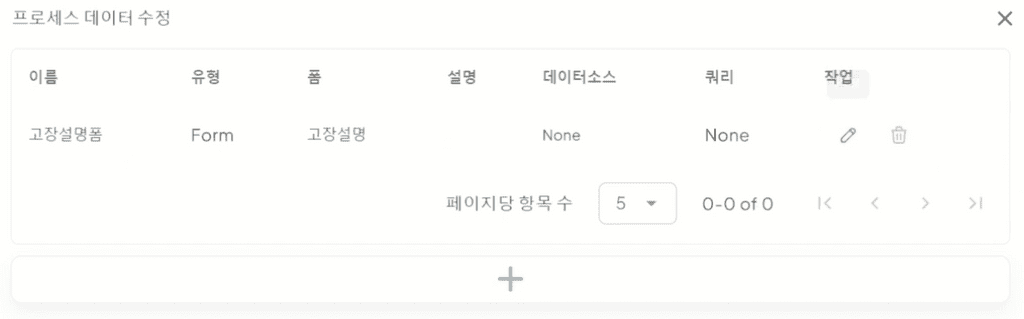 프로세스 데이터 수정
이름 유형 폼 설명 데이터소스 쿼리 작업
고장설명폼 Form 고장설명 None None
페이지당 항목 수 5 0-0 of 0